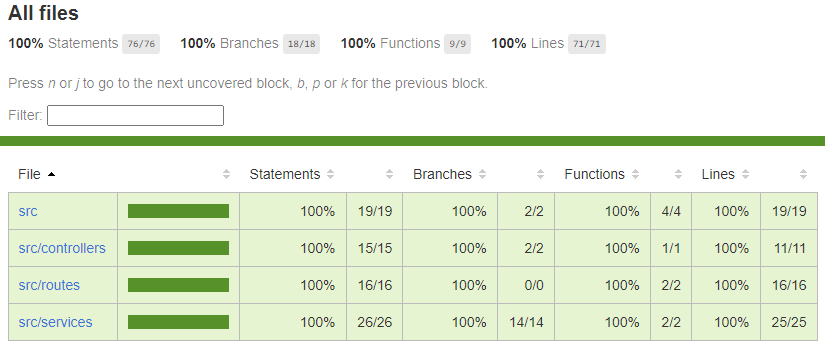 All files
100% Statements 76/76 100% Branches 18/18 100% Functions 9/9 100% Lines 71/71
Press n or j to go to the next uncovered block, b, p or k for the previous block.
Filter:
File Statements Branches Functions Lines
src 100% 19/19 100% 2/2 100% 4/4 100% 19/19
src/controllers 100% 15/15 100% 2/2 100% 1/1 100% 11/11
src/routes 100% 16/16 100% 0/0 100% 2/2 100% 16/16
src/services 100% 26/26 100% 14/14 100% 2/2 100% 25/25